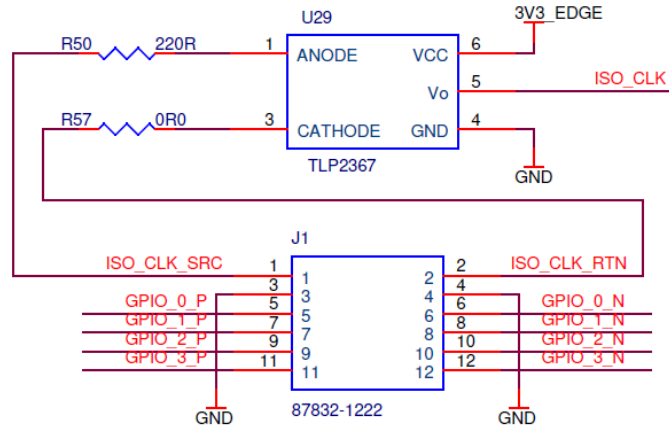 U29
3V3_EDGE
R50 220R 1 ANODE VCC 6
Vo 5 ISO_CLK
R57 0R0 3 CATHODE GND 4
TLP2367
GND
J1
ISO_CLK_SRC 1 1 2 2 ISO_CLK_RTN
3 3 4 4
GPIO_0_P 5 5 6 6 GPIO_0_N
GPIO_1_P 7 7 8 8 GPIO_1_N
GPIO_2_P 9 9 10 10 GPIO_2_N
GPIO_3_P 11 11 12 12 GPIO_3_N
GND 87832-1222 GND